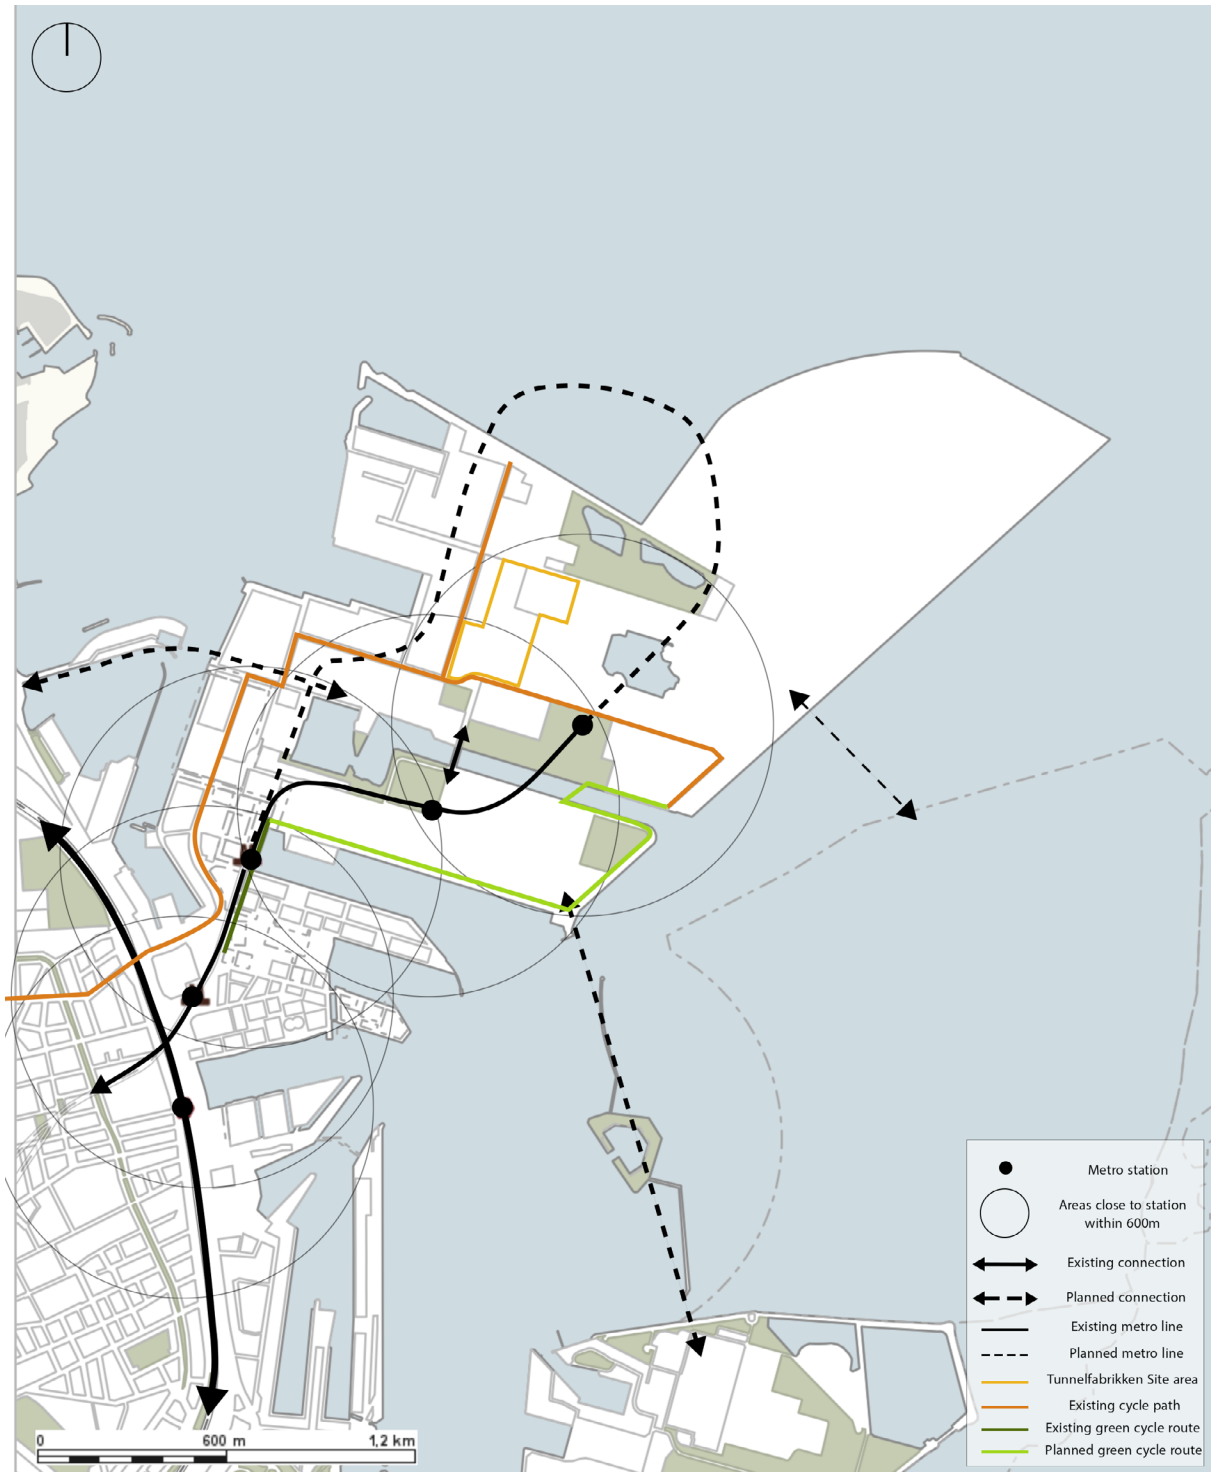 Metro station
Areas close to station
within 600m
Existing connection
Planned connection
Existing metro line
Planned metro line
Tunnelfabrikken Site area
Existing cycle path
Existing green cycle route
Planned green cycle route
0 600 m 1,2 km